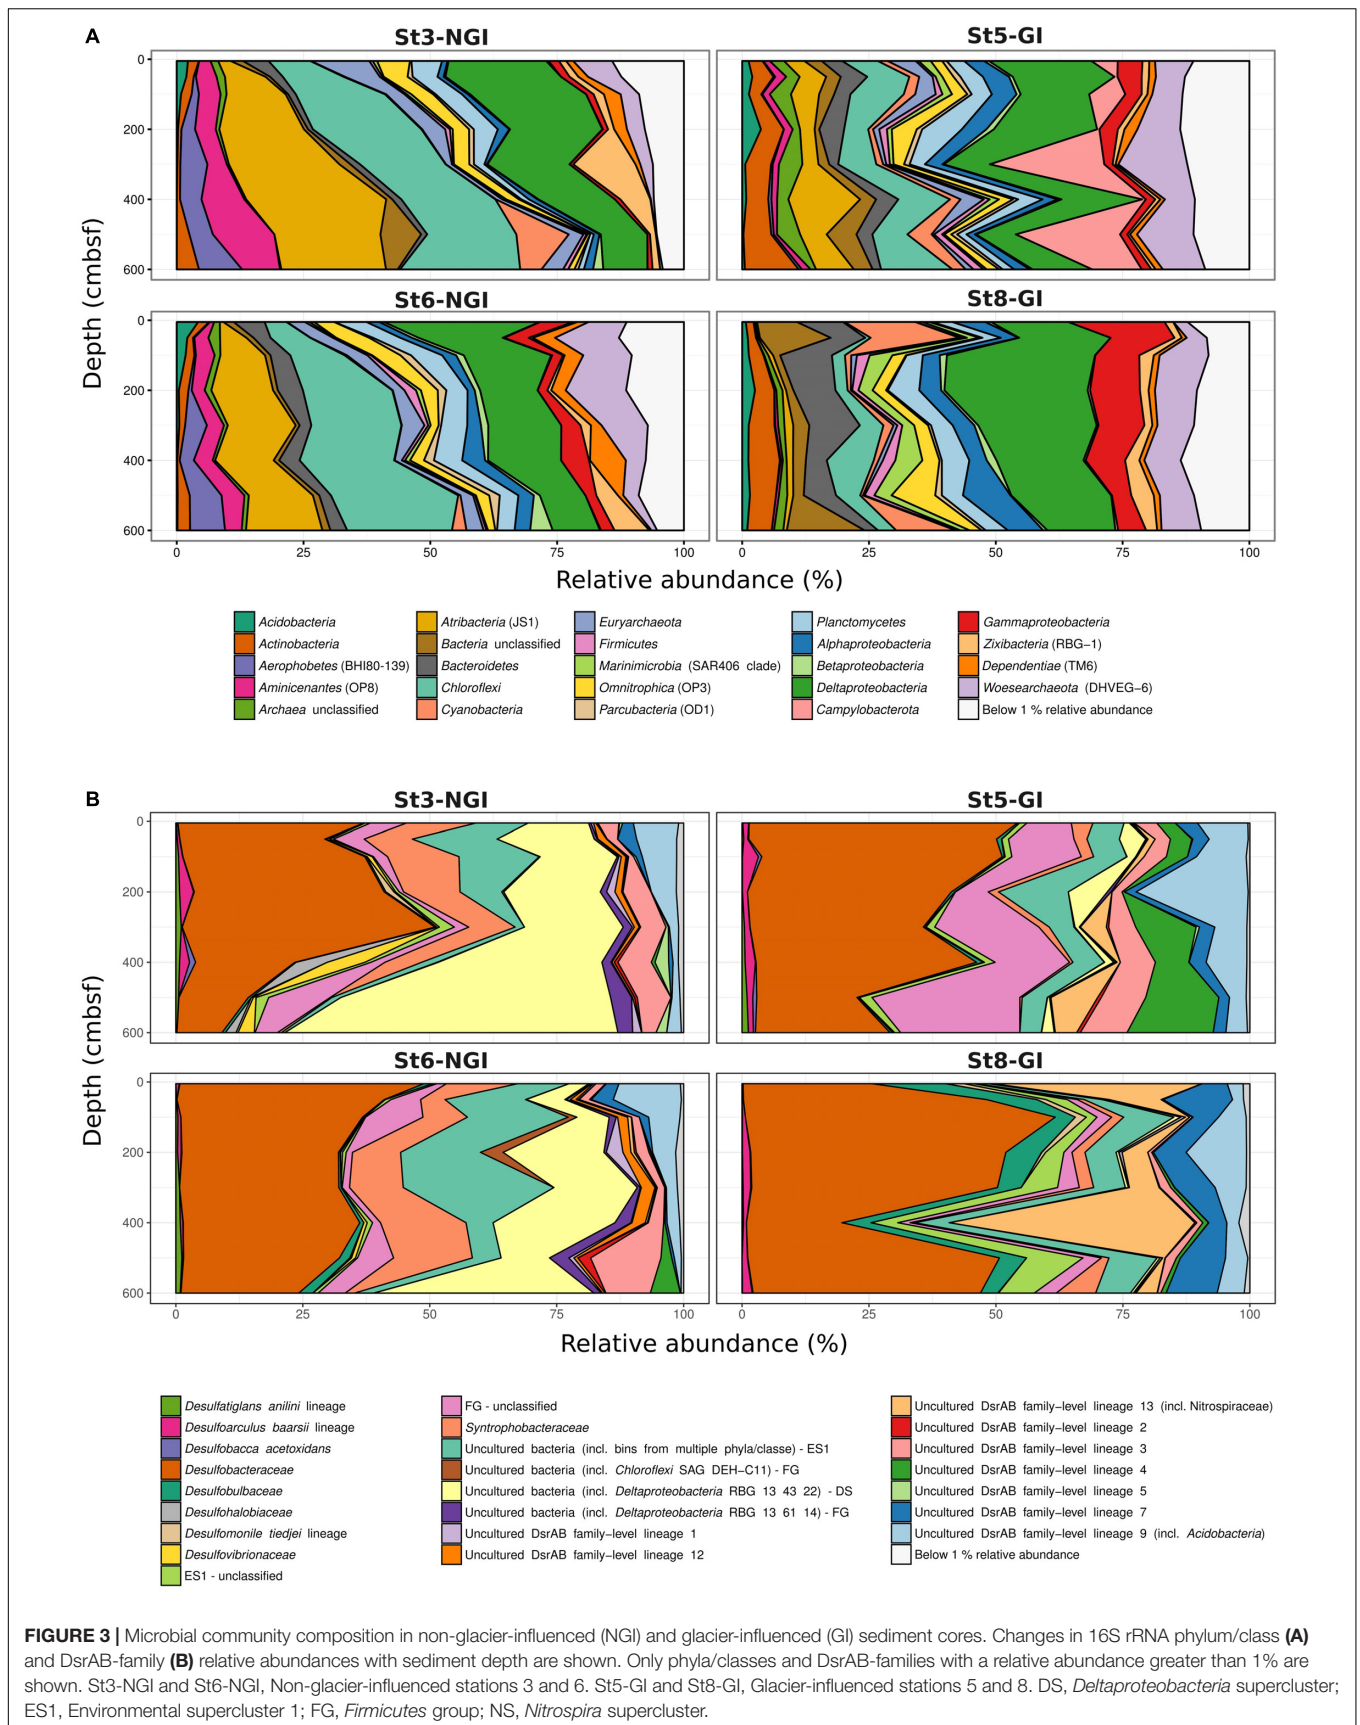 A
St3-NGI
St5-GI
0
200
400
600
St6-NGI
St8-GI
0
200
400
600
Depth (cmbsf)
0 25 50 75 100
0 25 50 75 100
Relative abundance (%)
Acidobacteria
Actinobacteria
Aerophobetes (BHI80-139)
Aminicenantes (OP8)
Archaea unclassified
Atribacteria (JS1)
Bacteria unclassified
Bacteroidetes
Chloroflexi
Cyanobacteria
Euryarchaeota
Firmicutes
Marinimicrobia (SAR406 clade)
Omnitrophica (OP3)
Parcubacteria (OD1)
Planctomycetes
Alphaproteobacteria
Betaproteobacteria
Deltaproteobacteria
Campylobacterota
Gammaproteobacteria
Zixibacteria (RBG−1)
Dependentiae (TM6)
Woesearchaeota (DHVEG−6)
Below 1 % relative abundance
B
St3-NGI
St5-GI
0
200
400
600
St6-NGI
St8-GI
0
200
400
600
Depth (cmbsf)
0 25 50 75 100
0 25 50 75 100
Relative abundance (%)
Desulfatiglans anilini lineage
Desulfoarculus baarsii lineage
Desulfobacca acetoxidans
Desulfobacteraceae
Desulfobulbaceae
Desulfohalobiaceae
Desulfomonile tiedjei lineage
Desulfovibrionaceae
ES1 - unclassified
FG - unclassified
Syntrophobacteraceae
Uncultured bacteria (incl. bins from multiple phyla/classe) - ES1
Uncultured bacteria (incl. Chloroflexi SAG DEH−C11) - FG
Uncultured bacteria (incl. Deltaproteobacteria RBG 13 43 22) - DS
Uncultured bacteria (incl. Deltaproteobacteria RBG 13 61 14) - FG
Uncultured DsrAB family−level lineage 1
Uncultured DsrAB family−level lineage 12
Uncultured DsrAB family−level lineage 13 (incl. Nitrospiraceae)
Uncultured DsrAB family−level lineage 2
Uncultured DsrAB family−level lineage 3
Uncultured DsrAB family−level lineage 4
Uncultured DsrAB family−level lineage 5
Uncultured DsrAB family−level lineage 7
Uncultured DsrAB family−level lineage 9 (incl. Acidobacteria)
Below 1 % relative abundance
FIGURE 3 | Microbial community composition in non-glacier-influenced (NGI) and glacier-influenced (GI) sediment cores. Changes in 16S rRNA phylum/class (A)
and DsrAB-family (B) relative abundances with sediment depth are shown. Only phyla/classes and DsrAB-families with a relative abundance greater than 1% are
shown. St3-NGI and St6-NGI, Non-glacier-influenced stations 3 and 6. St5-GI and St8-GI, Glacier-influenced stations 5 and 8. DS, Deltaproteobacteria supercluster;
ES1, Environmental supercluster 1; FG, Firmicutes group; NS, Nitrospira supercluster.